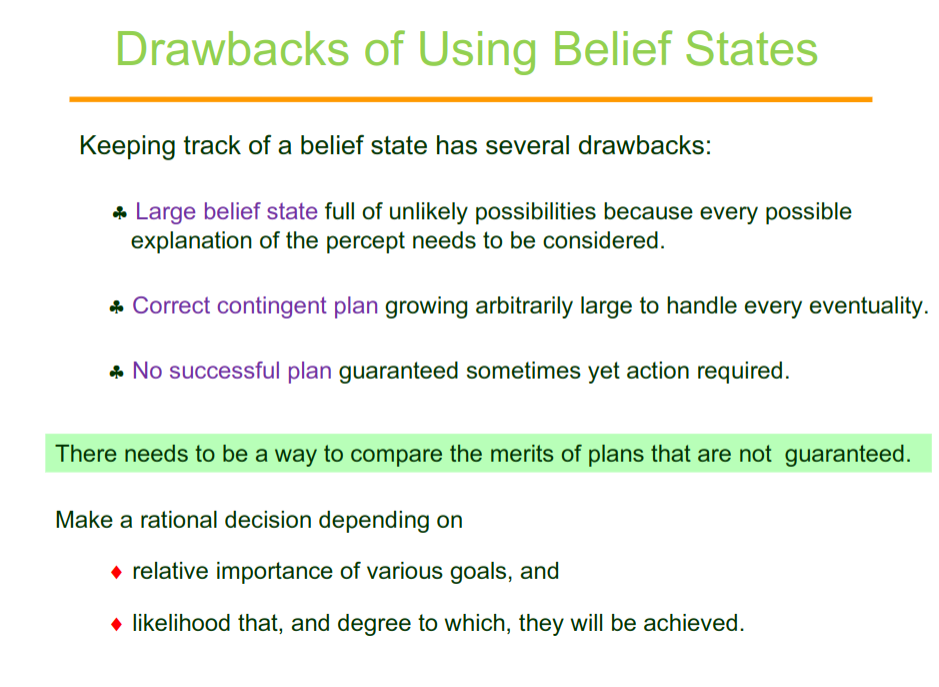 Drawbacks of Using Belief States
Keeping track of a belief state has several drawbacks:
♣ Large belief state full of unlikely possibilities because every possible
explanation of the percept needs to be considered.
♣ Correct contingent plan growing arbitrarily large to handle every eventuality.
♣ No successful plan guaranteed sometimes yet action required.
There needs to be a way to compare the merits of plans that are not guaranteed.
Make a rational decision depending on
♦ relative importance of various goals, and
♦ likelihood that, and degree to which, they will be achieved.